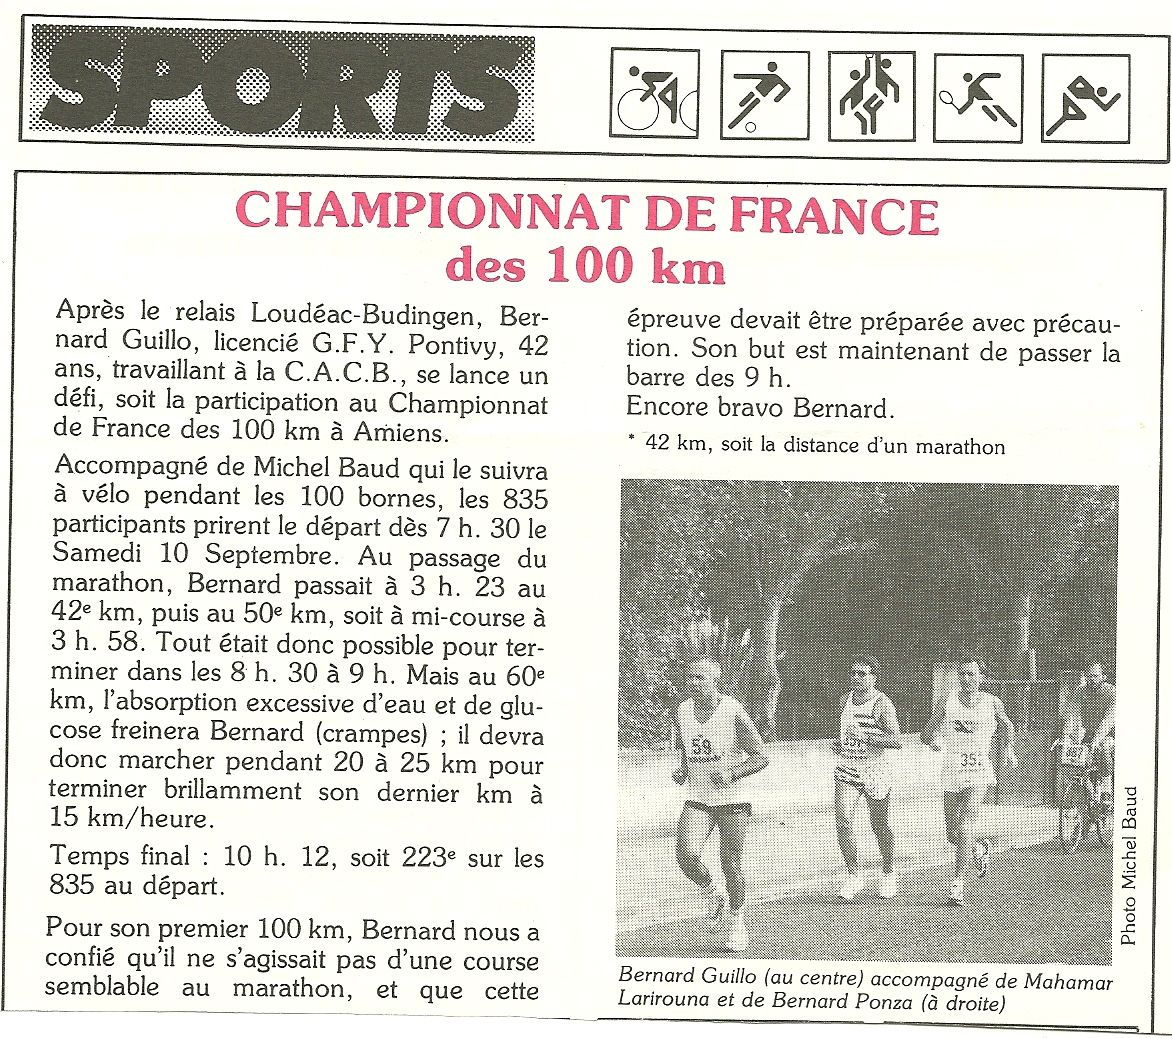 SPORTS
CHAMPIONNAT DE FRANCE
des 100 km
Après le relais Loudéac-Budingen, Ber-
nard Guillo, licencié G.F.Y. Pontivy, 42
ans, travaillant à la C.A.C.B., se lance un
défi, soit la participation au Championnat
de France des 100 km à Amiens.
Accompagné de Michel Baud qui le suivra
à vélo pendant les 100 bornes, les 835
participants prirent le départ dès 7 h. 30 le
Samedi 10 Septembre. Au passage du
marathon, Bernard passait à 3 h. 23 au
42e km, puis au 50e km, soit à mi-course à
3 h. 58. Tout était donc possible pour ter-
miner dans les 8 h. 30 à 9 h. Mais au 60e
km, l'absorption excessive d'eau et de glu-
cose freinera Bernard (crampes) ; il devra
donc marcher pendant 20 à 25 km pour
terminer brillamment son dernier km à
15 km/heure.
Temps final : 10 h. 12, soit 223e sur les
835 au départ.
Pour son premier 100 km, Bernard nous a
confié qu'il ne s'agissait pas d'une course
semblable au marathon, et que cette
épreuve devait être préparée avec précau-
tion. Son but est maintenant de passer la
barre des 9 h.
Encore bravo Bernard.
* 42 km, soit la distance d'un marathon
59
Photo Michel Baud
Bernard Guillo (au centre) accompagné de Mahamar
Larirouna et de Bernard Ponza (à droite)